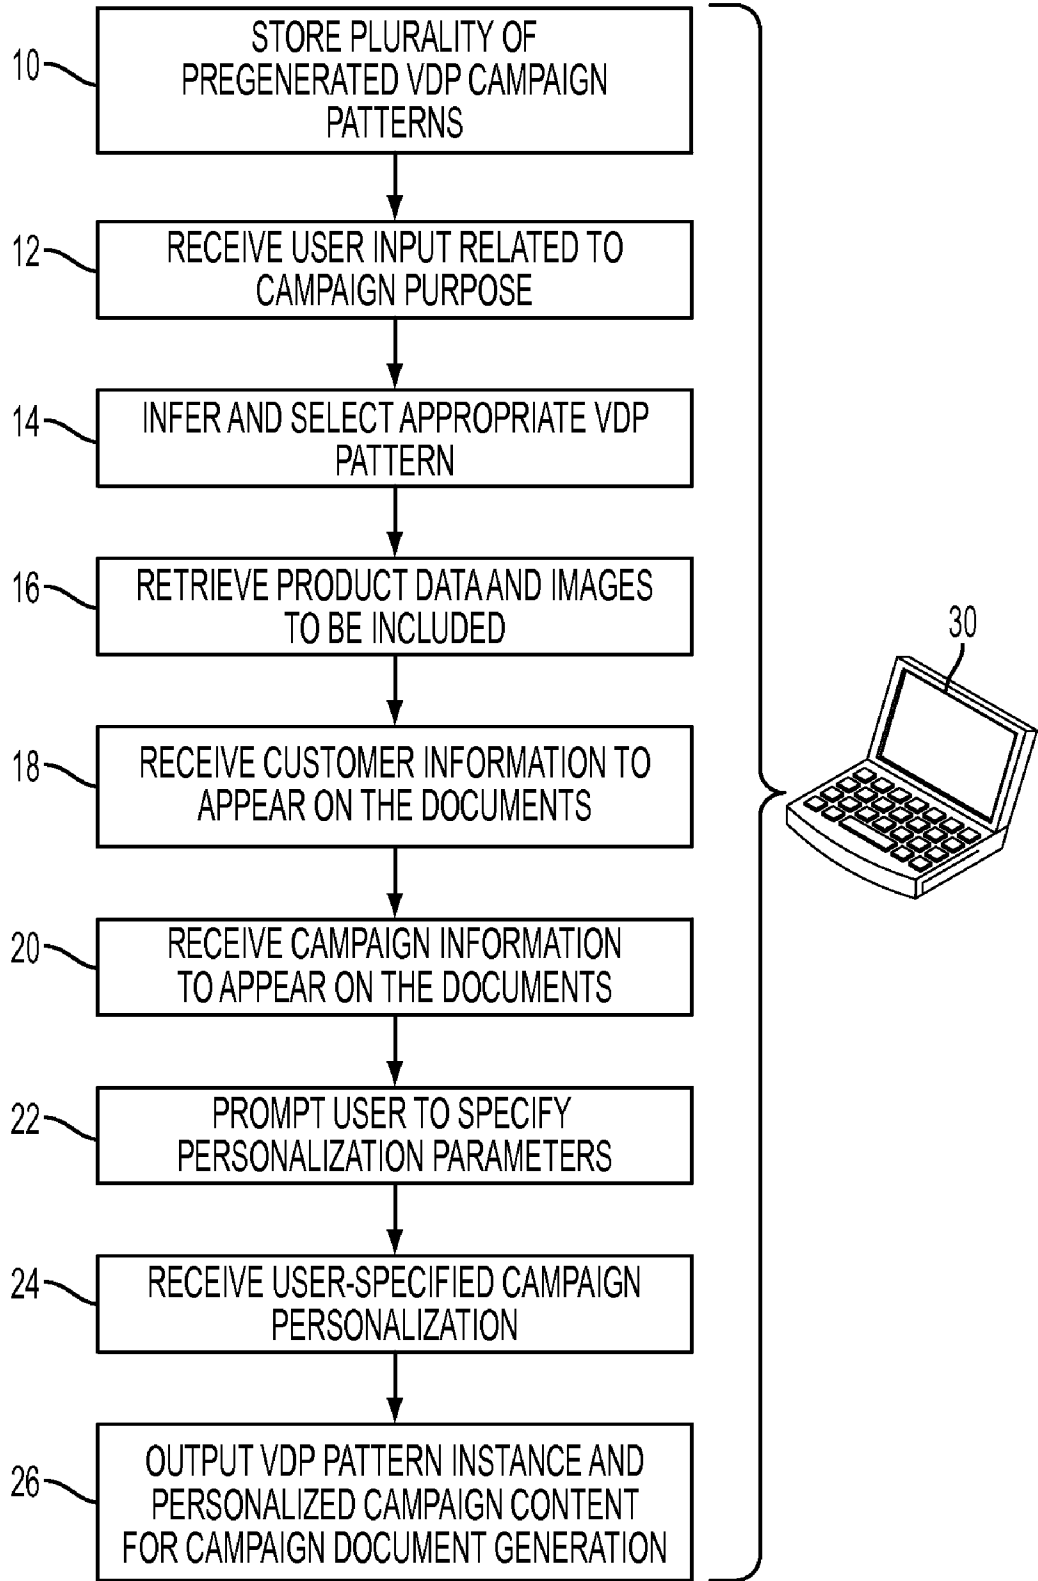 10
STORE PLURALITY OF
PREGENERATED VDP CAMPAIGN
PATTERNS
12
RECEIVE USER INPUT RELATED TO
CAMPAIGN PURPOSE
14
INFER AND SELECT APPROPRIATE VDP
PATTERN
16
RETRIEVE PRODUCT DATA AND IMAGES
TO BE INCLUDED
18
RECEIVE CUSTOMER INFORMATION TO
APPEAR ON THE DOCUMENTS
20
RECEIVE CAMPAIGN INFORMATION
TO APPEAR ON THE DOCUMENTS
22
PROMPT USER TO SPECIFY
PERSONALIZATION PARAMETERS
24
RECEIVE USER-SPECIFIED CAMPAIGN
PERSONALIZATION
26
OUTPUT VDP PATTERN INSTANCE AND
PERSONALIZED CAMPAIGN CONTENT
FOR CAMPAIGN DOCUMENT GENERATION
30